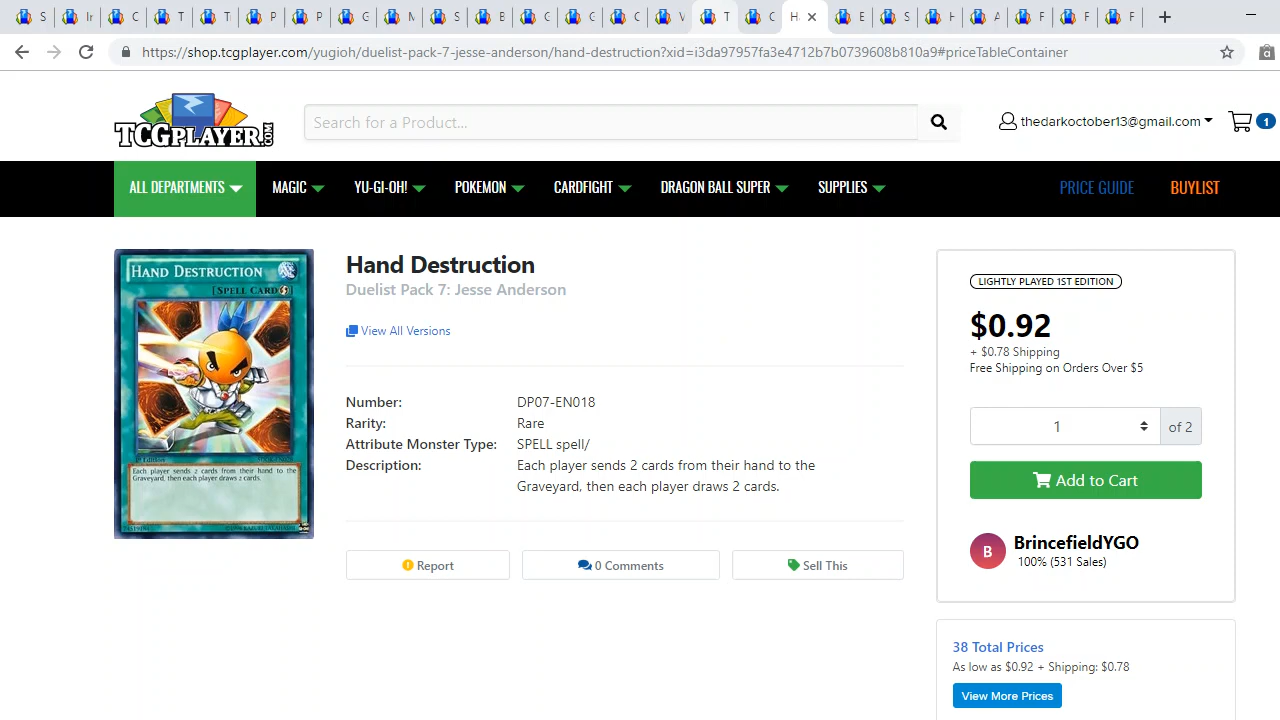 S
Ir
C
T
T
P
P
G
M
S
B
C
C
C
V
T
C
H
E
S
H
A
F
F
F
https://shop.tcgplayer.com/yugioh/duelist-pack-7-jesse-anderson/hand-destruction?xid=i3da97957fa3e4712b7b0739608b810a9#priceTableContainer
TCGPLAYER.COM
Search for a Product...
thedarkoctober13@gmail.com
1
ALL DEPARTMENTS
MAGIC
YU-GI-OH!
POKEMON
CARDFIGHT
DRAGON BALL SUPER
SUPPLIES
PRICE GUIDE
BUYLIST
HAND DESTRUCTION
[SPELL CARD]
Each player sends 2 cards from their hand to the
Graveyard, then each player draws 2 cards.
Hand Destruction
Duelist Pack 7: Jesse Anderson
View All Versions
Number: DP07-EN018
Rarity: Rare
Attribute Monster Type: SPELL spell/
Description: Each player sends 2 cards from their hand to the
Graveyard, then each player draws 2 cards.
Report
0 Comments
Sell This
LIGHTLY PLAYED 1ST EDITION
$0.92
+ $0.78 Shipping
Free Shipping on Orders Over $5
1 of 2
Add to Cart
B
BrincefieldYGO
100% (531 Sales)
38 Total Prices
As low as $0.92 + Shipping: $0.78
View More Prices